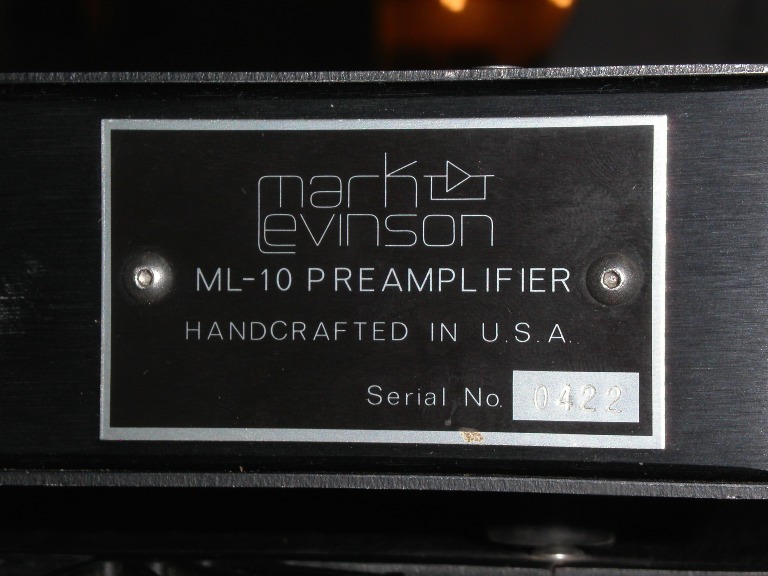 mark
Levinson
ML-10 PREAMPLIFIER
HANDCRAFTED IN U.S.A.
Serial No. 0422